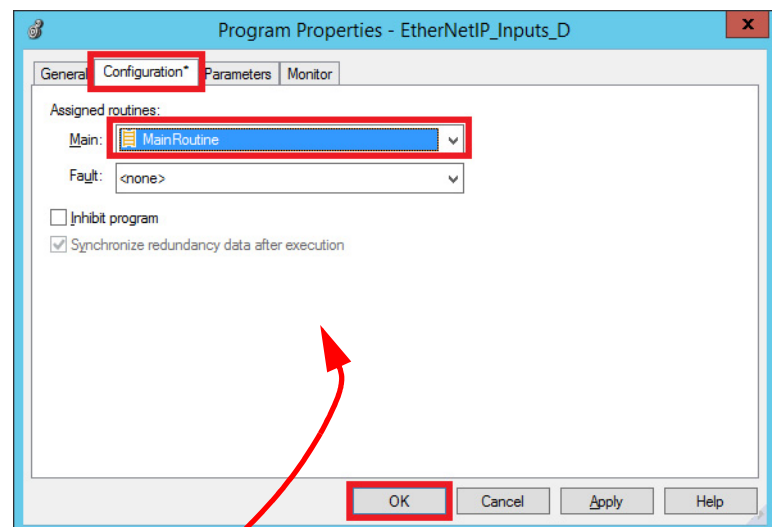 Program Properties - EtherNetIP_Inputs_D
x
General Configuration* Parameters Monitor
Assigned routines:
Main: MainRoutine
Fault: <none>
Inhibit program
Synchronize redundancy data after execution
OK Cancel Apply Help